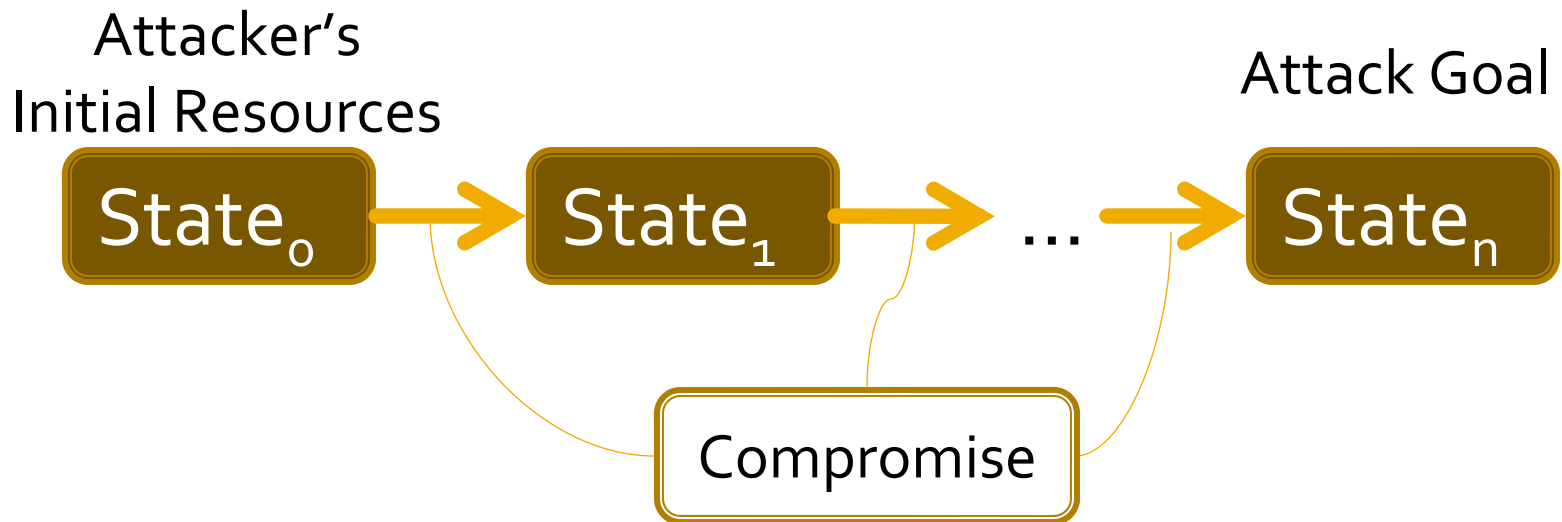 Attacker’s
Initial Resources
Attack Goal
State₀
State₁
...
Stateₙ
Compromise